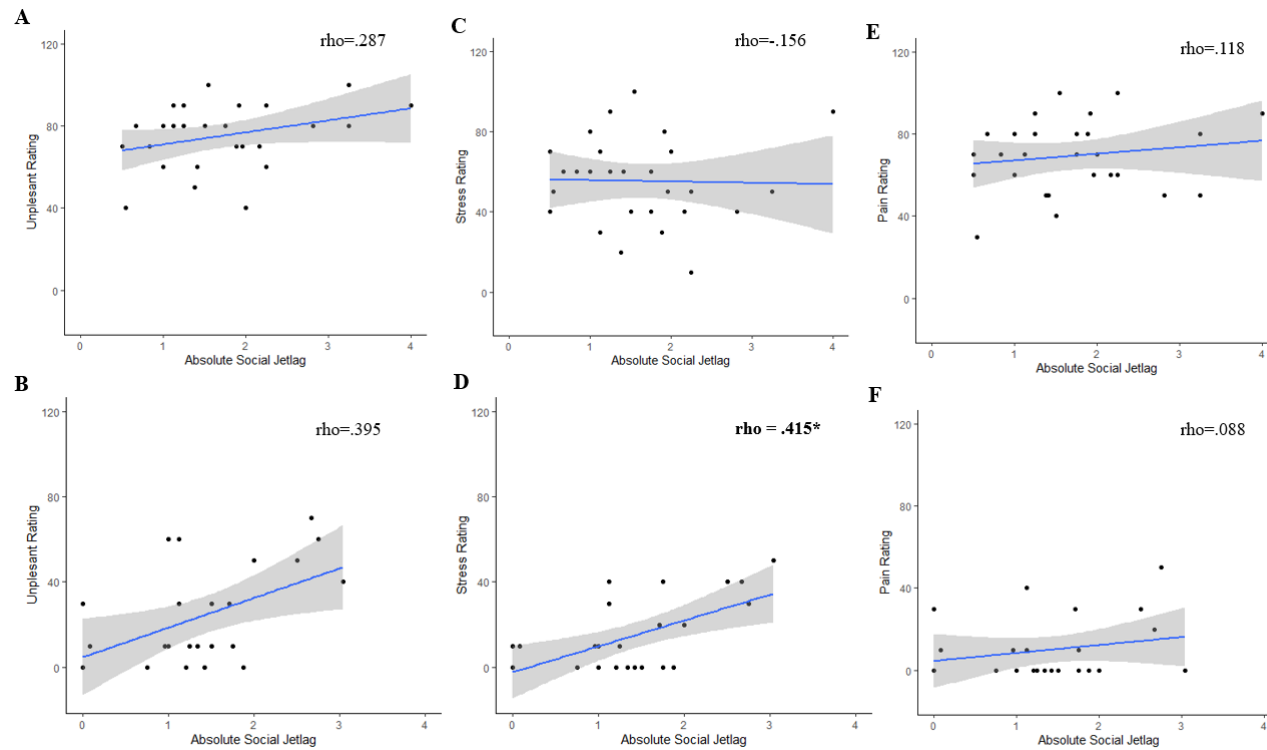 A
rho=.287
120
80
40
0
Unplesant Rating
0 1 2 3 4
Absolute Social Jetlag
C
rho=-.156
120
80
40
0
Stress Rating
0 1 2 3 4
Absolute Social Jetlag
E
rho=.118
120
80
40
0
Pain Rating
0 1 2 3 4
Absolute Social Jetlag
B
rho=.395
120
80
40
0
Unplesant Rating
0 1 2 3 4
Absolute Social Jetlag
D
rho = .415*
120
80
40
0
Stress Rating
0 1 2 3 4
Absolute Social Jetlag
F
rho=.088
120
80
40
0
Pain Rating
0 1 2 3 4
Absolute Social Jetlag